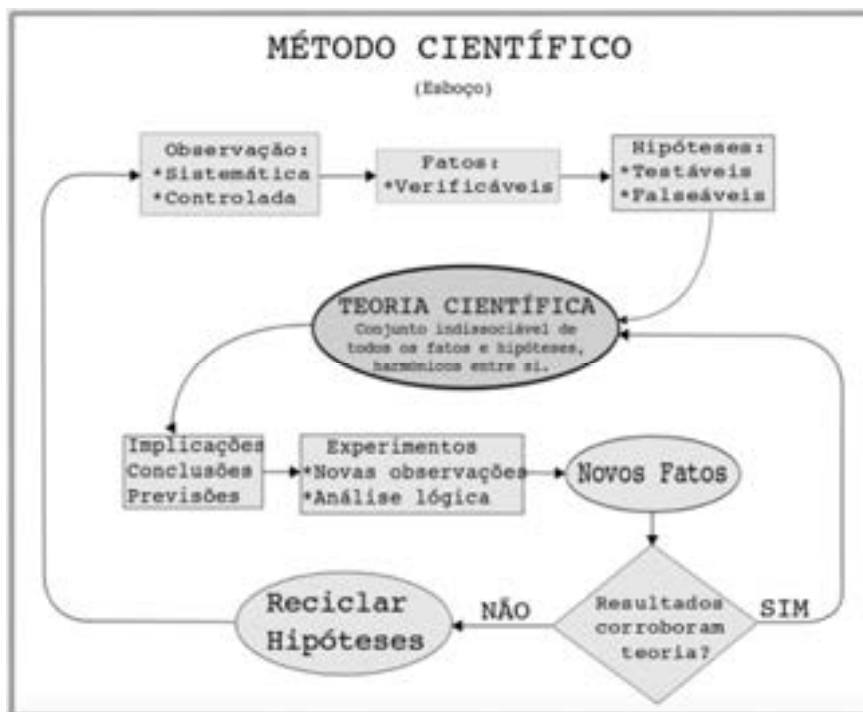 MÉTODO CIENTÍFICO
(Esboço)
Observação:
*Sistemática
*Controlada
Fatos:
*Verificáveis
Hipóteses:
*Testáveis
*Falseáveis
TEORIA CIENTÍFICA
Conjunto indissociável de
todos os fatos e hipóteses,
harmônicos entre si.
Implicações
Conclusões
Previsões
Experimentos
*Novas observações
*Análise lógica
Novos Fatos
Resultados
corroboram
teoria?
SIM
NÃO
Reciclar
Hipóteses